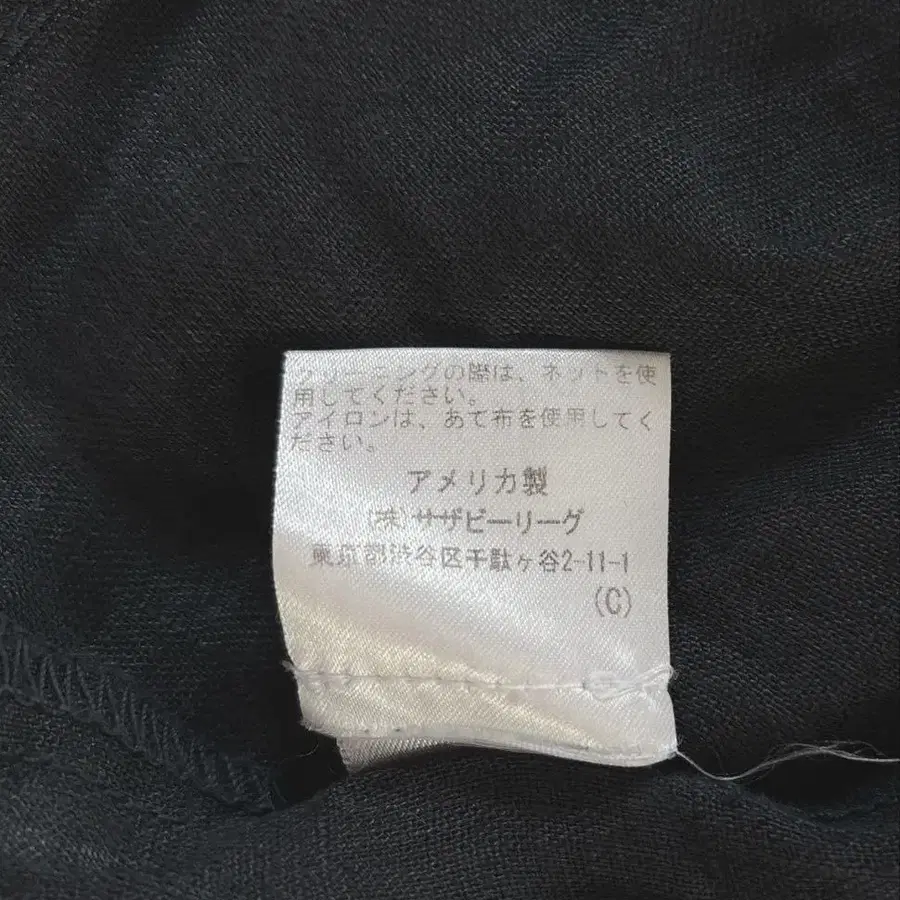 クリーニングの際は、ネットを使
用してください。
アイロンは、あて布を使用してく
ださい。
アメリカ製
(株)サザビーリーグ
東京都渋谷区千駄ヶ谷2-11-1
(C)